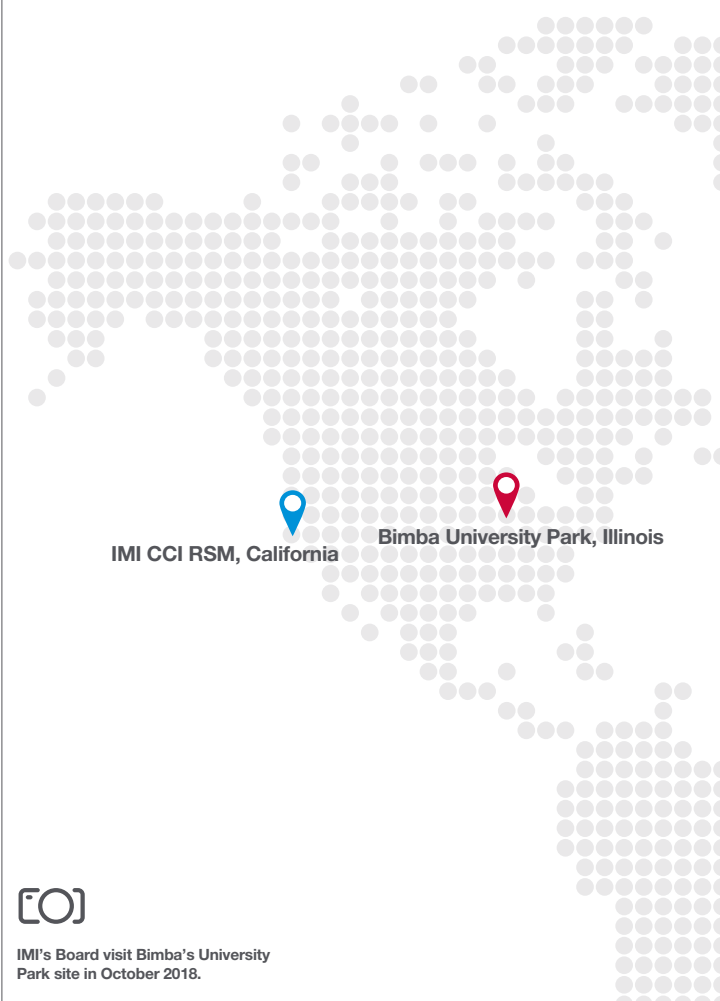 Bimba University Park, Illinois
IMI CCI RSM, California
IMI's Board visit Bimba's University
Park site in October 2018.